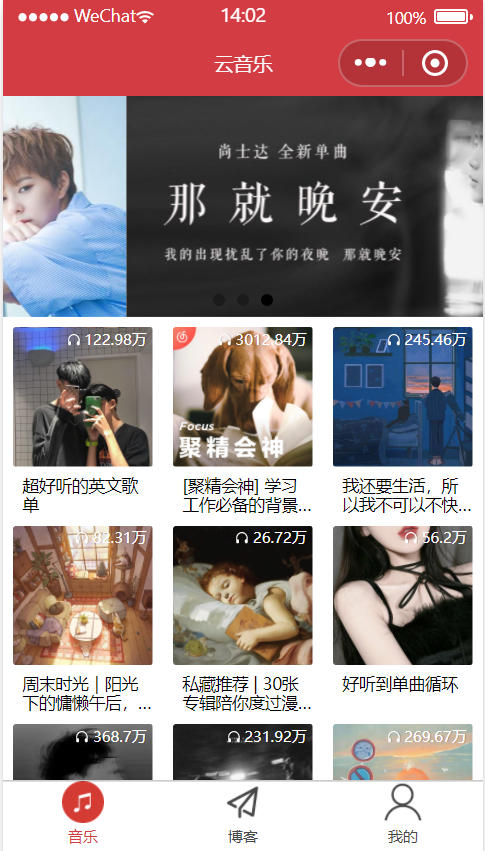 WeChat
14:02
100%
云音乐
尚士达 全新单曲
那就晚安
我的出现扰乱了你的夜晚 那就晚安
122.98万
3012.84万
245.46万
Focus
聚精会神
超好听的英文歌
单
[聚精会神] 学习
工作必备的背景...
我还要生活，所
以我不可以不快...
82.31万
26.72万
56.2万
周末时光 | 阳光
下的慵懒午后，...
私藏推荐 | 30张
专辑陪你度过漫...
好听到单曲循环
368.7万
231.92万
269.67万
音乐
博客
我的